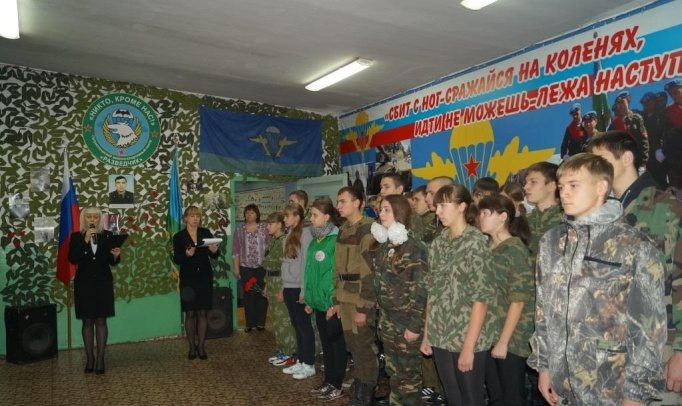 «НИКТО, КРОМЕ НАС!»
«РАЗВЕДЧИК»
«СБИТ С НОГ-СРАЖАЙСЯ НА КОЛЕНЯХ,
ИДТИ НЕ МОЖЕШЬ-ЛЕЖА НАСТУП